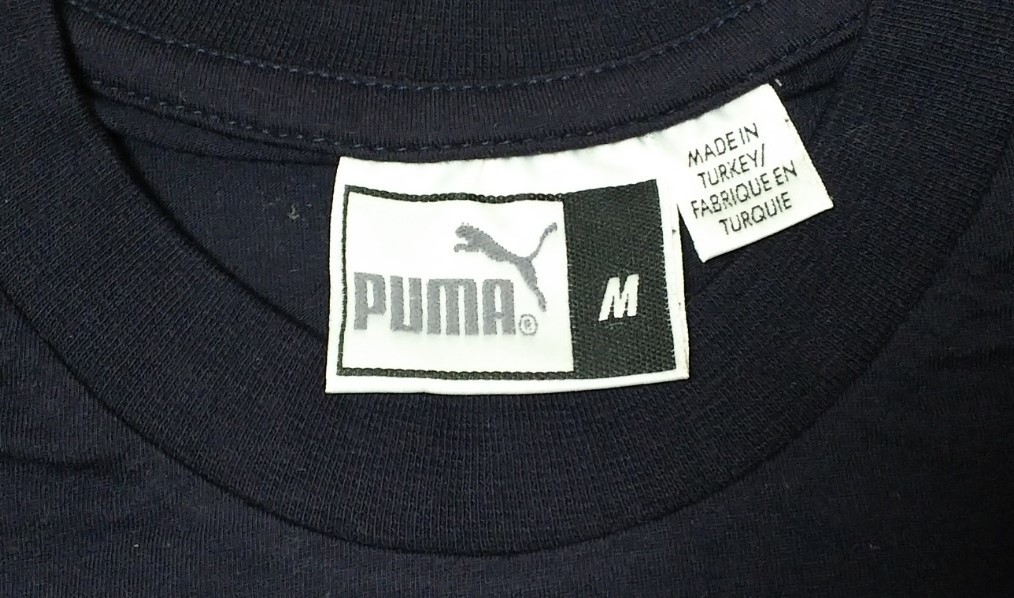 PUMA®
M
MADE IN
TURKEY/
FABRIQUE EN
TURQUIE